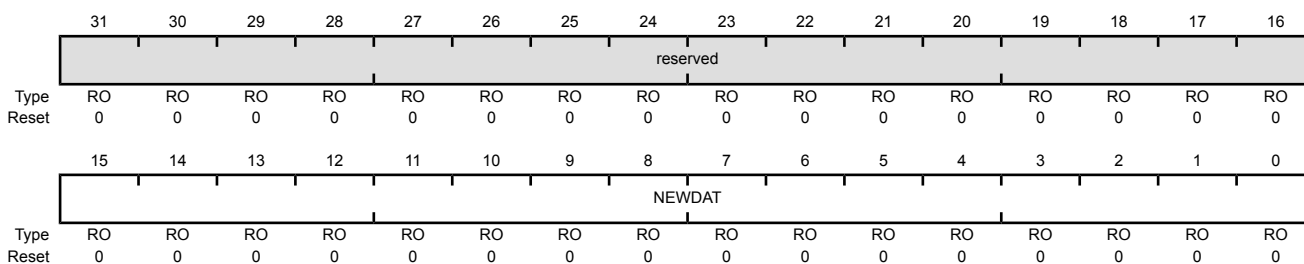 31 30 29 28 27 26 25 24 23 22 21 20 19 18 17 16
reserved
Type RO RO RO RO RO RO RO RO RO RO RO RO RO RO RO RO
Reset 0 0 0 0 0 0 0 0 0 0 0 0 0 0 0 0
15 14 13 12 11 10 9 8 7 6 5 4 3 2 1 0
NEWDAT
Type RO RO RO RO RO RO RO RO RO RO RO RO RO RO RO RO
Reset 0 0 0 0 0 0 0 0 0 0 0 0 0 0 0 0